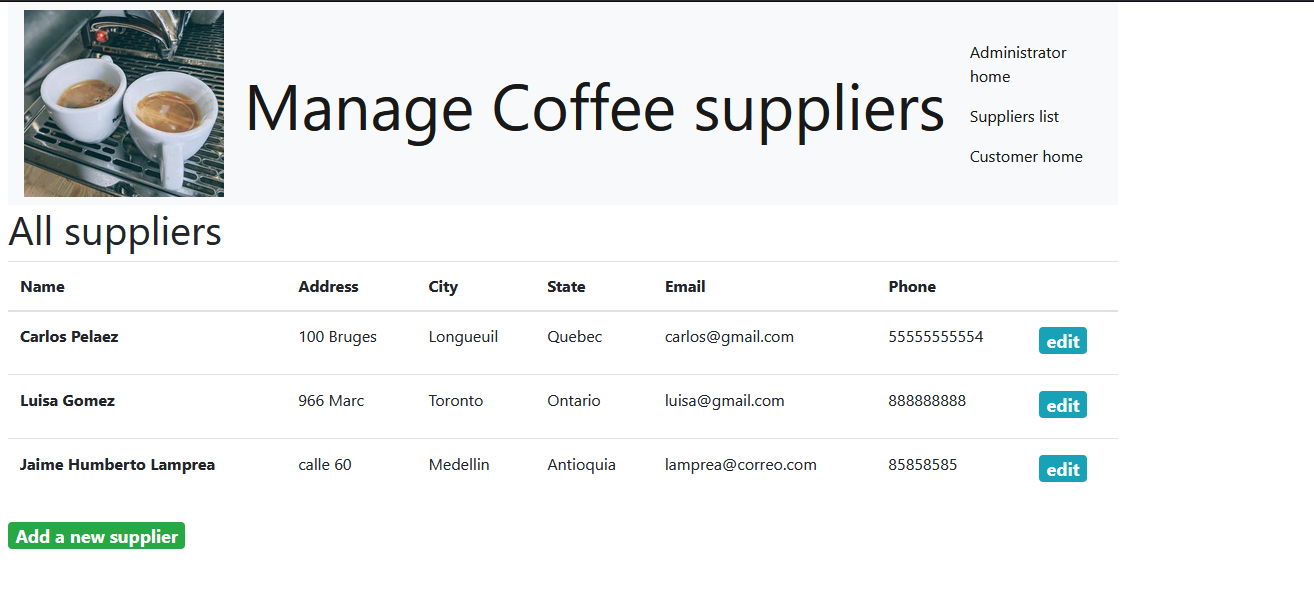 Manage Coffee suppliers
Administrator
home
Suppliers list
Customer home
All suppliers
Name Address City State Email Phone
Carlos Pelaez 100 Bruges Longueuil Quebec carlos@gmail.com 55555555554 edit
Luisa Gomez 966 Marc Toronto Ontario luisa@gmail.com 888888888 edit
Jaime Humberto Lamprea calle 60 Medellin Antioquia lamprea@correo.com 85858585 edit
Add a new supplier